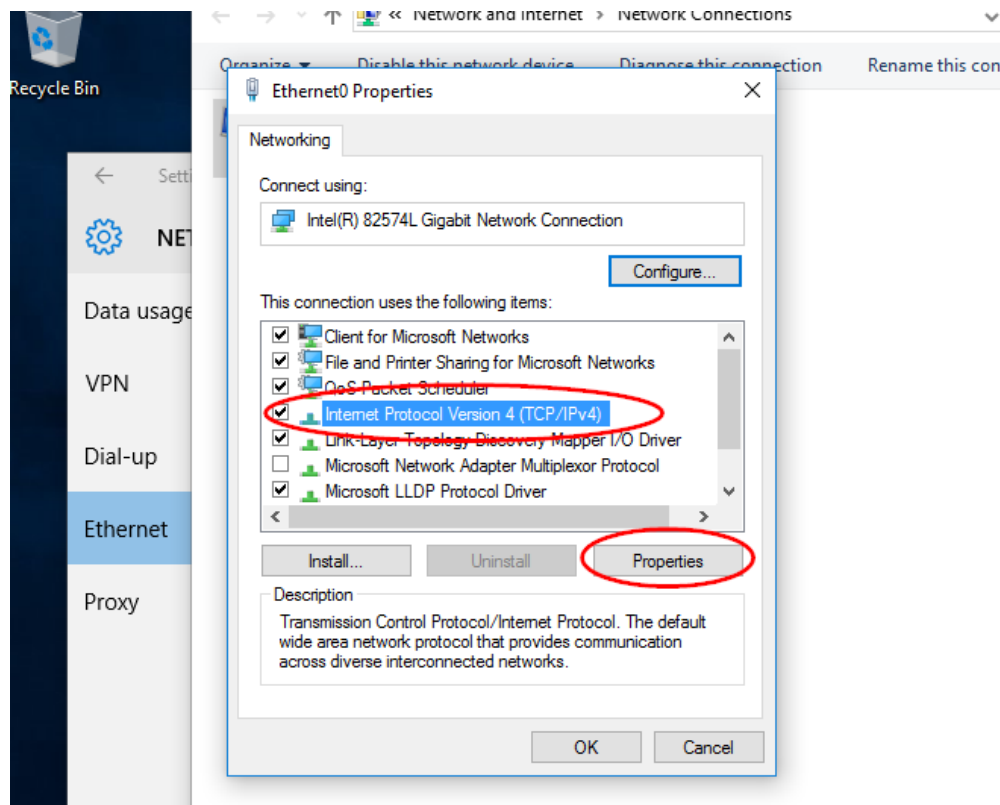 Network and Internet > Network Connections
Recycle Bin
Organize Disable this network device Diagnose this connection Rename this con
Ethernet0 Properties
Networking
Setti
NET
Data usage
VPN
Dial-up
Ethernet
Proxy
Connect using:
Intel(R) 82574L Gigabit Network Connection
Configure...
This connection uses the following items:
Client for Microsoft Networks
File and Printer Sharing for Microsoft Networks
QoS Packet Scheduler
Internet Protocol Version 4 (TCP/IPv4)
Link-Layer Topology Discovery Mapper I/O Driver
Microsoft Network Adapter Multiplexor Protocol
Microsoft LLDP Protocol Driver
Install... Uninstall Properties
Description
Transmission Control Protocol/Internet Protocol. The default
wide area network protocol that provides communication
across diverse interconnected networks.
OK Cancel